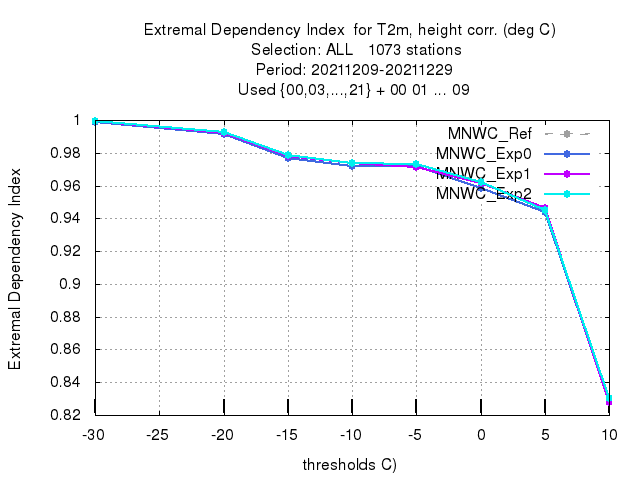 Extremal Dependency Index  for T2m, height corr. (deg C)
Selection: ALL   1073 stations
Period: 20211209-20211229
Used {00,03,...,21} + 00 01 ... 09
MNWC_Ref
MNWC_Exp0
MNWC_Exp1
MNWC_Exp2
Extremal Dependency Index
1
0.98
0.96
0.94
0.92
0.9
0.88
0.86
0.84
0.82
-30 -25 -20 -15 -10 -5 0 5 10
thresholds C)